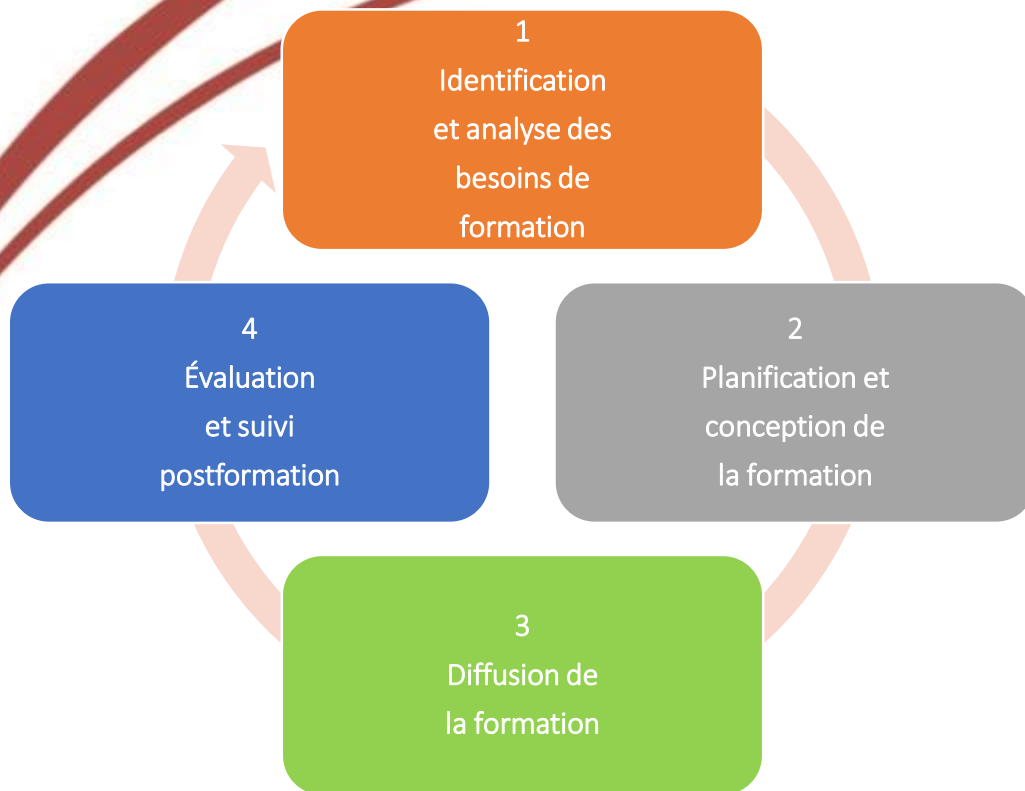 1
Identification
et analyse des
besoins de
formation
2
Planification et
conception de
la formation
3
Diffusion de
la formation
4
Évaluation
et suivi
postformation